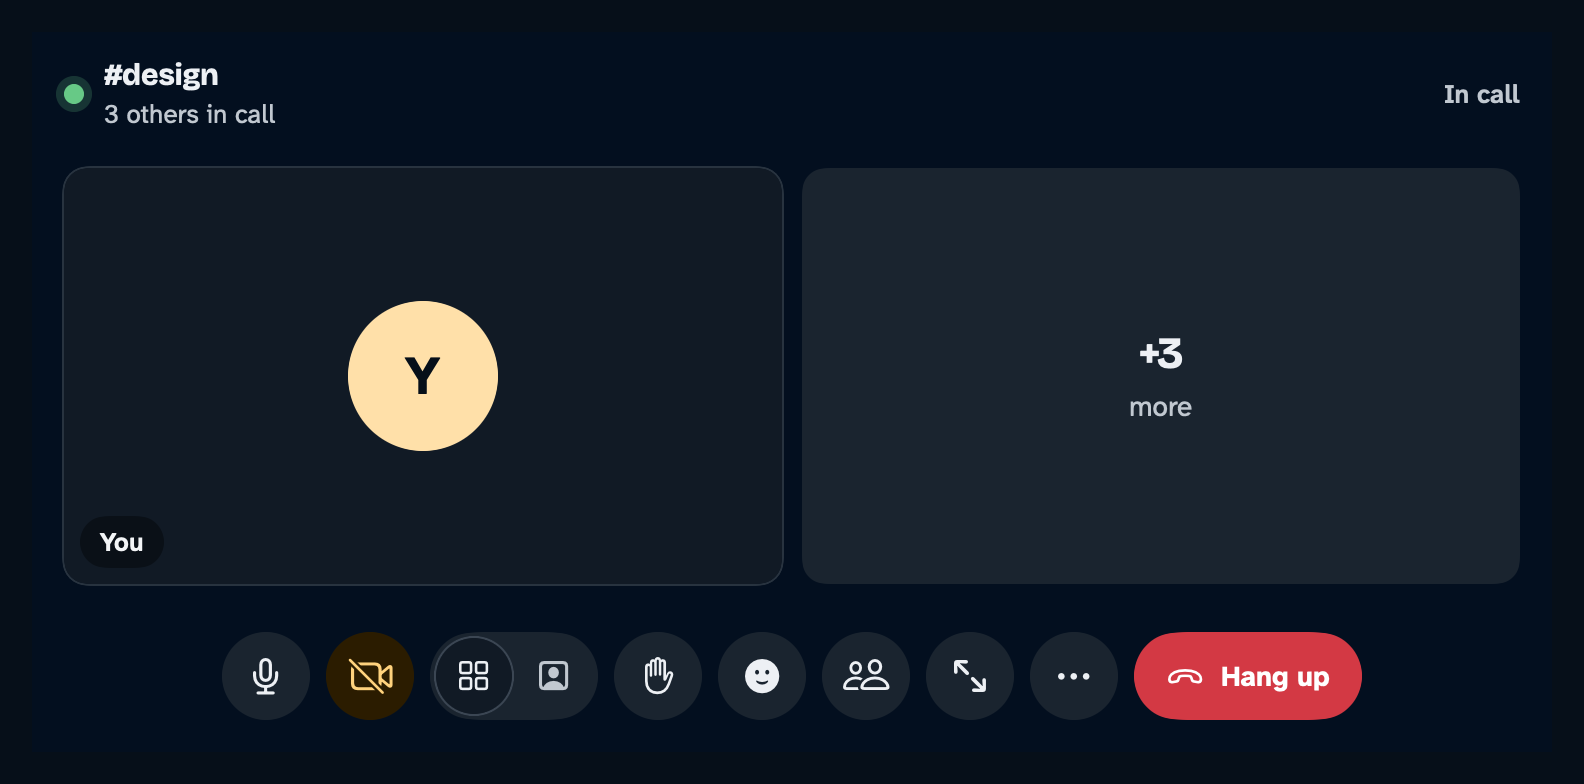 #design
3 others in call
In call
Y
You
+3
more
Hang up